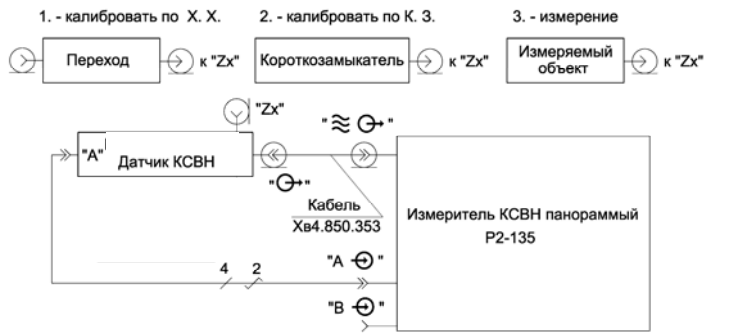 1. - калибровать по Х. Х.
2. - калибровать по К. З.
3. - измерение
Переход
к "Zx"
Короткозамыкатель
к "Zx"
Измеряемый
объект
к "Zx"
"Zx"
"А"
Датчик КСВН
" "
" "
Кабель
Хв4.850.353
Измеритель КСВН панораммный
Р2-135
"А "
4 2
"В "